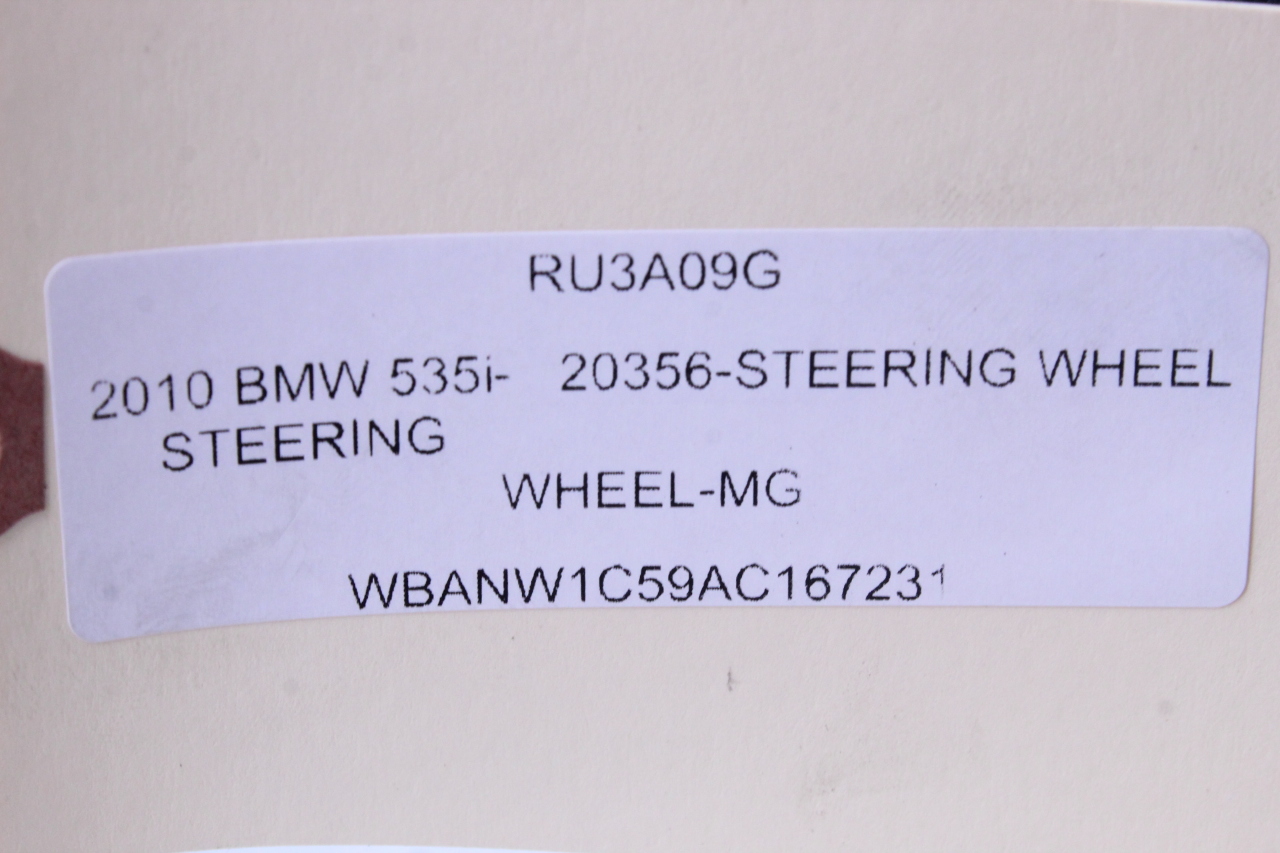 RU3A09G
2010 BMW 535i- 20356-STEERING WHEEL
STEERING
WHEEL-MG
WBANW1C59AC167231